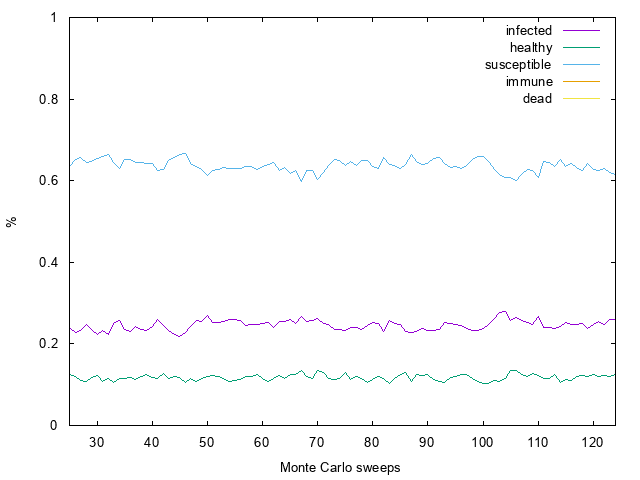 1
infected
healthy
susceptible
immune
dead
0.8
0.6
%
0.4
0.2
0
30 40 50 60 70 80 90 100 110 120
Monte Carlo sweeps